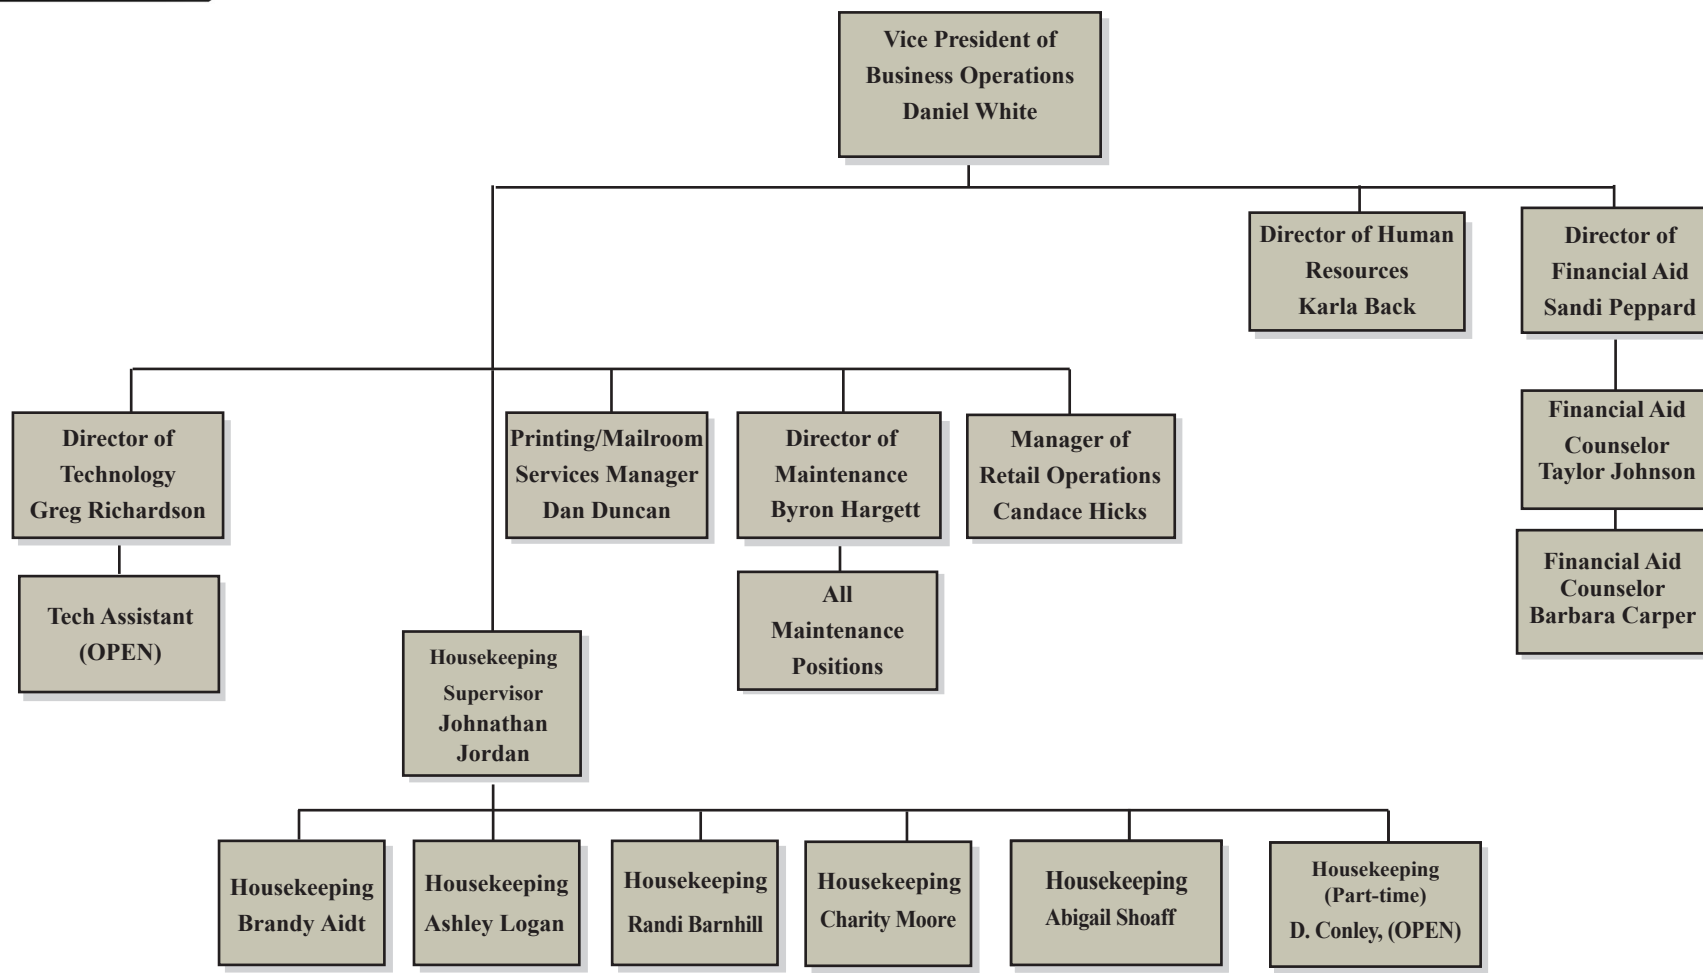 Vice President of
Business Operations
Daniel White
Director of Human
Resources
Karla Back
Director of
Financial Aid
Sandi Peppard
Financial Aid
Counselor
Taylor Johnson
Financial Aid
Counselor
Barbara Carper
Director of
Technology
Greg Richardson
Printing/Mailroom
Services Manager
Dan Duncan
Director of
Maintenance
Byron Hargett
Manager of
Retail Operations
Candace Hicks
Tech Assistant
(OPEN)
All
Maintenance
Positions
Housekeeping
Supervisor
Johnathan
Jordan
Housekeeping
Brandy Aidt
Housekeeping
Ashley Logan
Housekeeping
Randi Barnhill
Housekeeping
Charity Moore
Housekeeping
Abigail Shoaff
Housekeeping
(Part-time)
D. Conley, (OPEN)